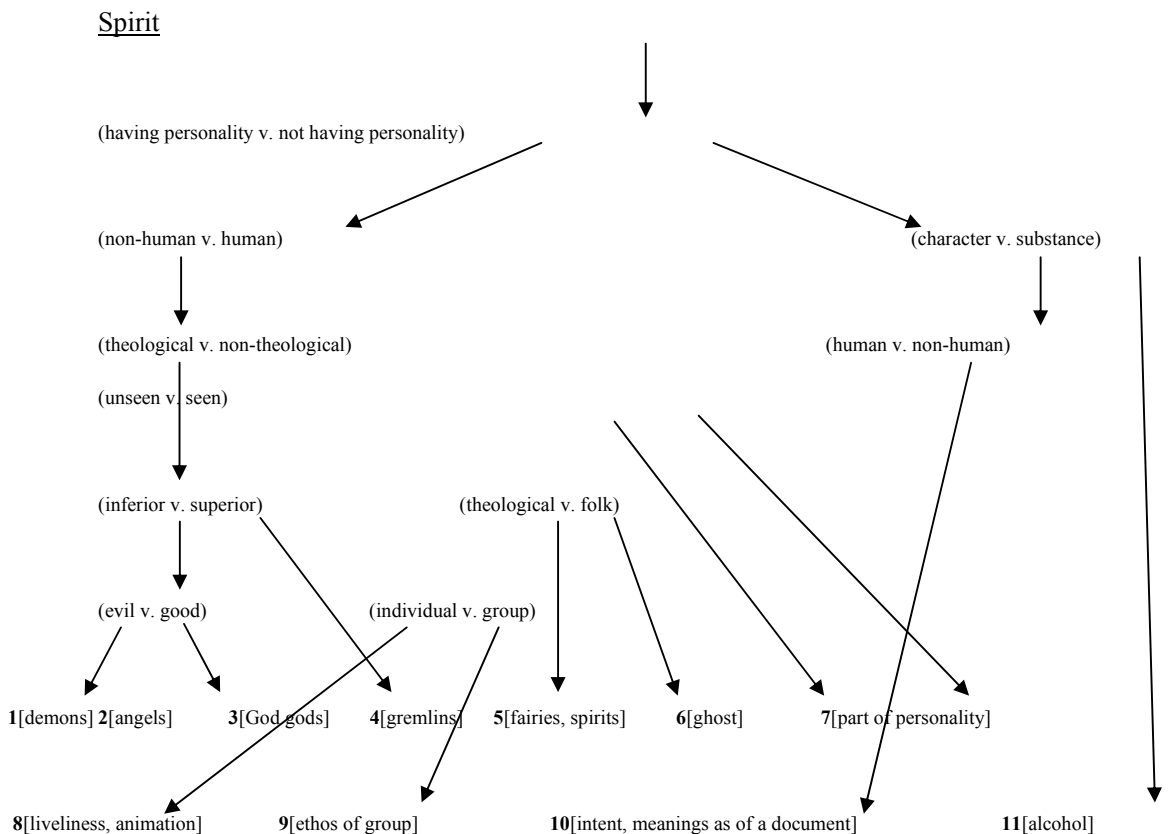 Spirit
(having personality v. not having personality)
(non-human v. human) (character v. substance)
(theological v. non-theological) (human v. non-human)
(unseen v. seen)
(inferior v. superior) (theological v. folk)
(evil v. good) (individual v. group)
1[demons] 2[angels] 3[God gods] 4[gremlins] 5[fairies, spirits] 6[ghost] 7[part of personality]
8[liveliness, animation] 9[ethos of group] 10[intent, meanings as of a document] 11[alcohol]